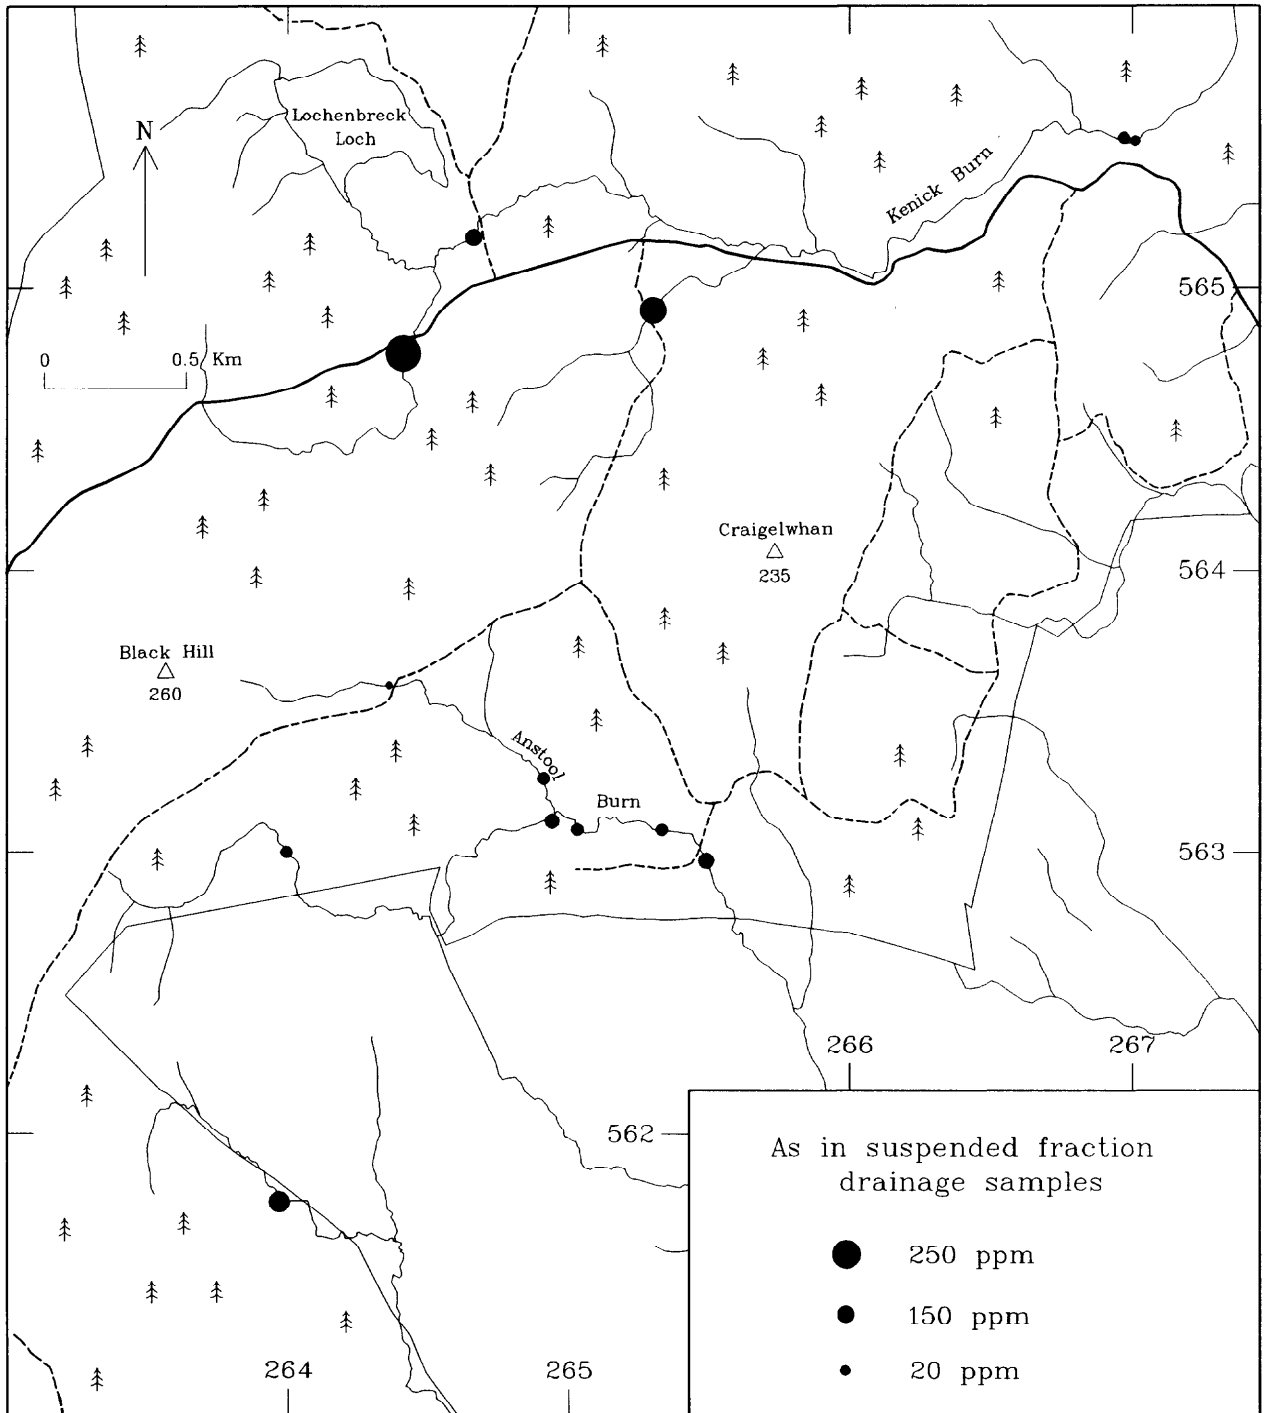 Lochenbreck
Loch
N
Kenick Burn
565
0 0.5 Km
Craigelwhan
235
564
Black Hill
260
Anstool
Burn
563
266
267
562
As in suspended fraction
drainage samples
250 ppm
150 ppm
20 ppm
264
265